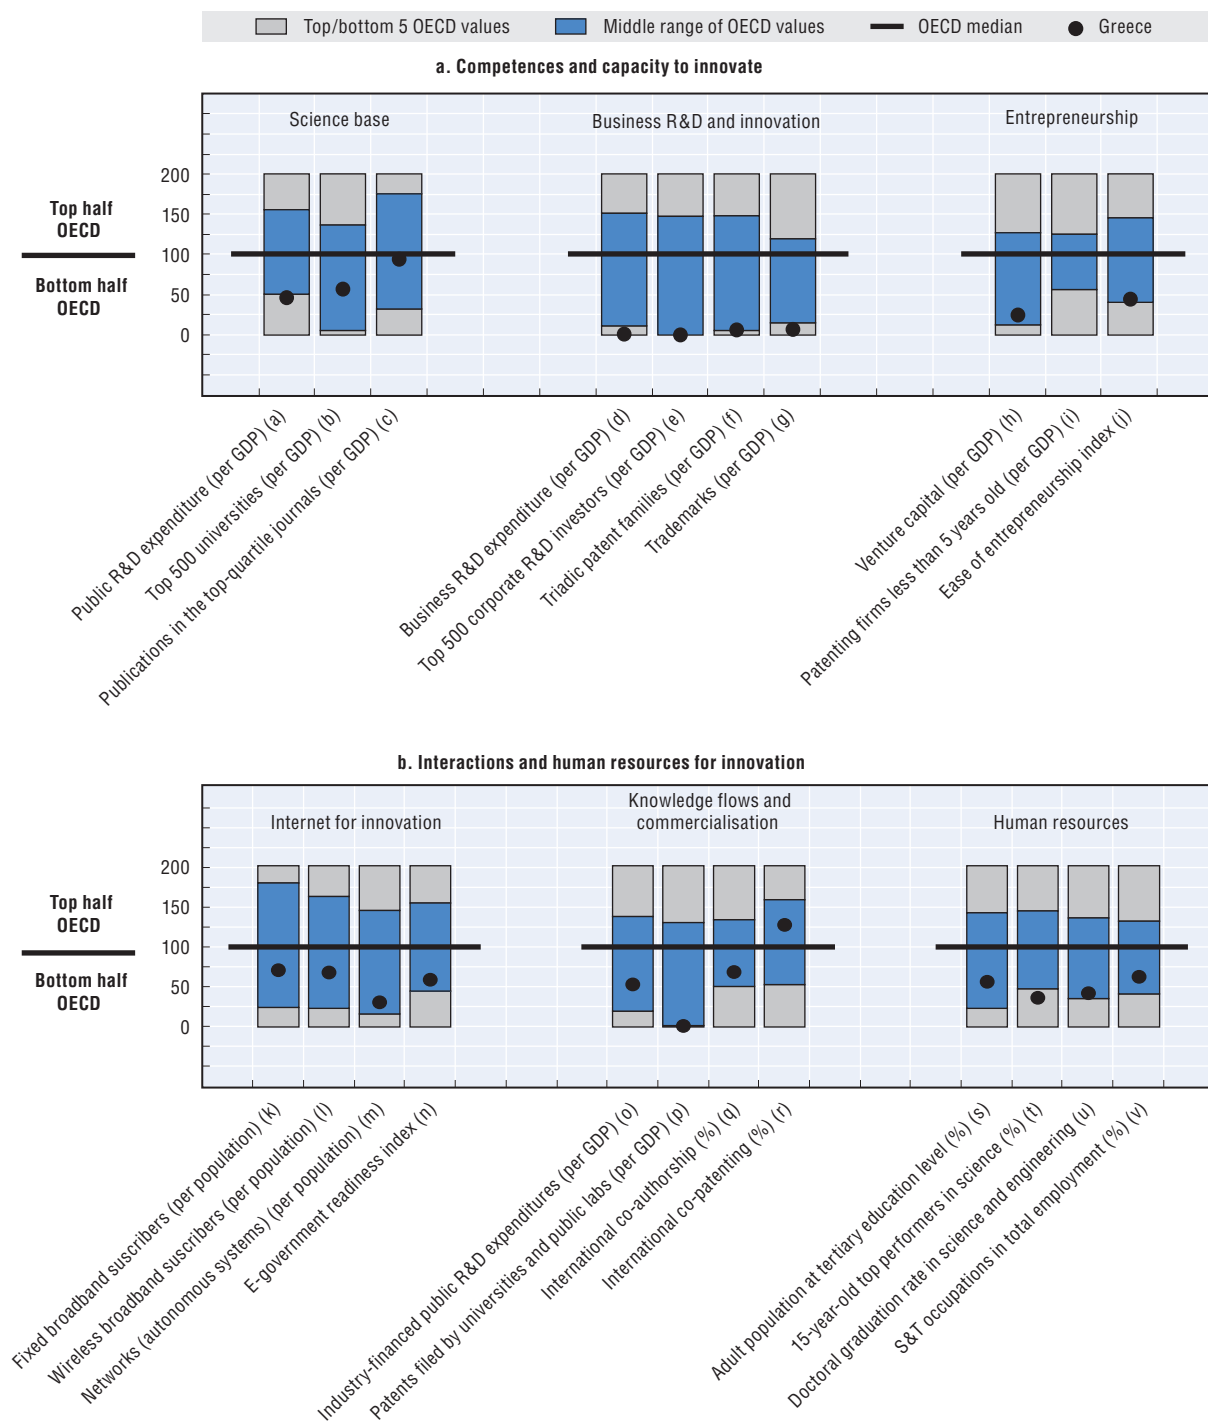 Top/bottom 5 OECD values
Middle range of OECD values
OECD median
Greece
a. Competences and capacity to innovate
Science base
Business R&D and innovation
Entrepreneurship
Top half
OECD
Bottom half
OECD
200
150
100
50
0
Public R&D expenditure (per GDP) (a)
Top 500 universities (per GDP) (b)
Publications in the top-quartile journals (per GDP) (c)
Business R&D expenditure (per GDP) (d)
Top 500 corporate R&D investors (per GDP) (e)
Triadic patent families (per GDP) (f)
Trademarks (per GDP) (g)
Venture capital (per GDP) (h)
Patenting firms less than 5 years old (per GDP) (i)
Ease of entrepreneurship index (j)
b. Interactions and human resources for innovation
Internet for innovation
Knowledge flows and
commercialisation
Human resources
Top half
OECD
Bottom half
OECD
200
150
100
50
0
Fixed broadband suscribers (per population) (k)
Wireless broadband suscribers (per population) (l)
Networks (autonomous systems) (per population) (m)
E-government readiness index (n)
Industry-financed public R&D expenditures (per GDP) (o)
Patents filed by universities and public labs (per GDP) (p)
International co-authorship (%) (q)
International co-patenting (%) (r)
Adult population at tertiary education level (%) (s)
15-year-old top performers in science (%) (t)
Doctoral graduation rate in science and engineering (u)
S&T occupations in total employment (%) (v)